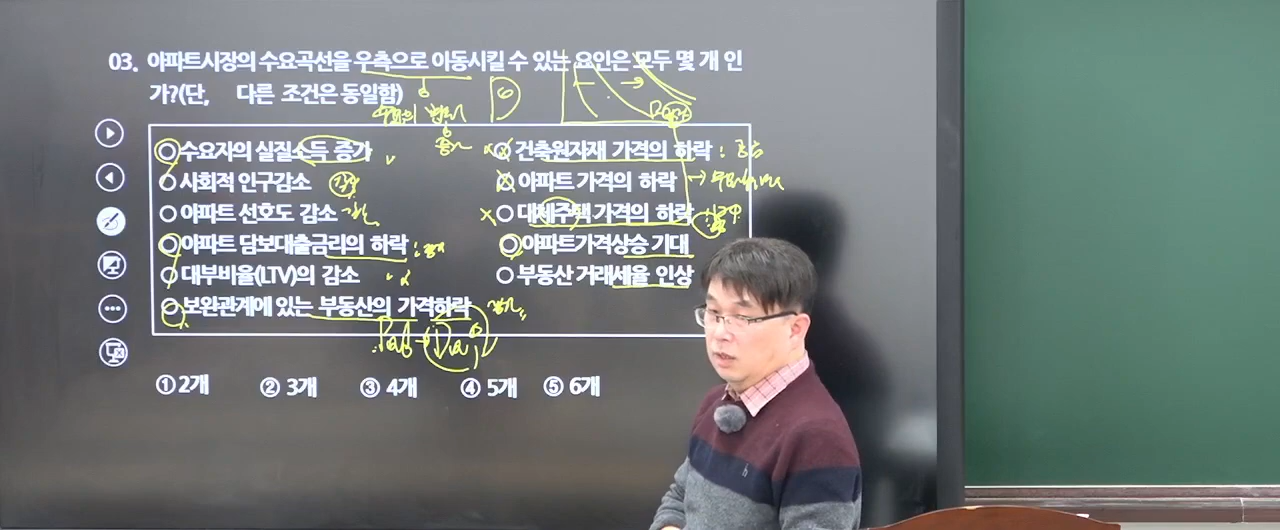 03. 아파트시장의 수요곡선을 우측으로 이동시킬 수 있는 요인은 모두 몇 개 인
가?(단, 다른 조건은 동일함)
○ 수요자의 실질소득 증가
○ 사회적 인구감소
○ 아파트 선호도 감소
○ 아파트 담보대출금리의 하락
○ 대부비율(LTV)의 감소
○ 보완관계에 있는 부동산의 가격하락
○ 건축원자재 가격의 하락
○ 아파트 가격의 하락
○ 대체주택 가격의 하락
○ 아파트가격상승 기대
○ 부동산 거래세율 인상
① 2개 ② 3개 ③ 4개 ④ 5개 ⑤ 6개